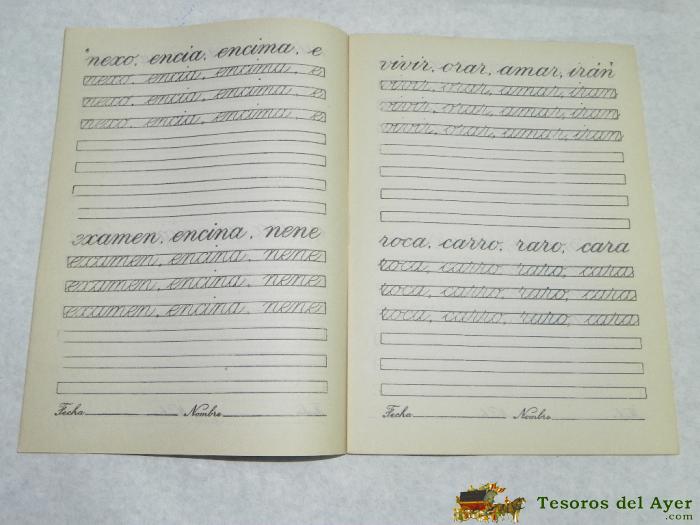 nexo, encia, encima, e
nexo, encia, encima, e
nexo, encia, encima, e
nexo, encia, encima, e
examen, encina, nene
examen, encina, nene
examen, encina, nene
examen, encina, nene
Fecha Nombre
vivir, orar, amar, irán
vivir, orar, amar, irán
vivir, orar, amar, irán
vivir, orar, amar, irán
roca, carro, raro, cara
roca, carro, raro, cara
roca, carro, raro, cara
roca, carro, raro, cara
Fecha Nombre
Tesoros del Ayer
.com